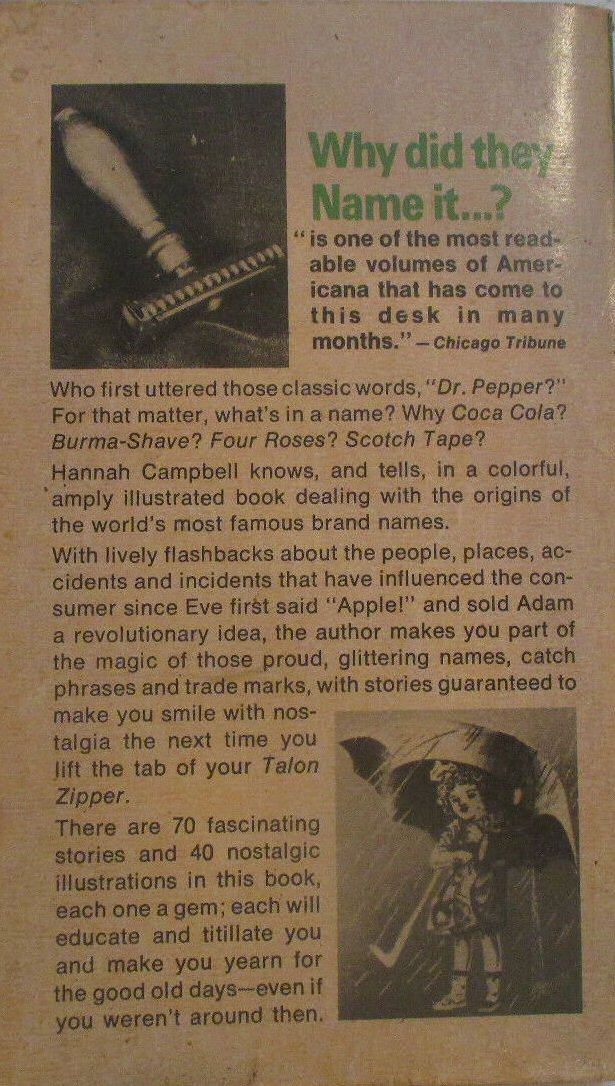 Why did they
Name it...?
“is one of the most read-
able volumes of Amer-
icana that has come to
this desk in many
months.” — Chicago Tribune
Who first uttered those classic words, “Dr. Pepper?”
For that matter, what’s in a name? Why Coca Cola?
Burma-Shave? Four Roses? Scotch Tape?
Hannah Campbell knows, and tells, in a colorful,
amply illustrated book dealing with the origins of
the world’s most famous brand names.
With lively flashbacks about the people, places, ac-
cidents and incidents that have influenced the con-
sumer since Eve first said “Apple!” and sold Adam
a revolutionary idea, the author makes you part of
the magic of those proud, glittering names, catch
phrases and trade marks, with stories guaranteed to
make you smile with nos-
talgia the next time you
lift the tab of your Talon
Zipper.
There are 70 fascinating
stories and 40 nostalgic
illustrations in this book,
each one a gem; each will
educate and titillate you
and make you yearn for
the good old days—even if
you weren’t around then.